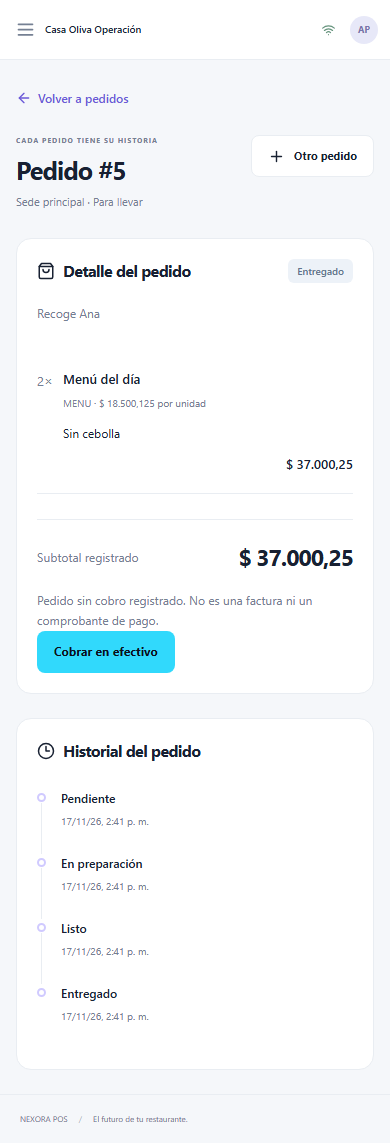 Casa Oliva Operación
AP
Volver a pedidos
CADA PEDIDO TIENE SU HISTORIA
Pedido #5
Sede principal · Para llevar
Otro pedido
Detalle del pedido
Entregado
Recoge Ana
2× Menú del día
MENU · $ 18.500,125 por unidad
Sin cebolla
$ 37.000,25
Subtotal registrado $ 37.000,25
Pedido sin cobro registrado. No es una factura ni un
comprobante de pago.
Cobrar en efectivo
Historial del pedido
Pendiente
17/11/26, 2:41 p. m.
En preparación
17/11/26, 2:41 p. m.
Listo
17/11/26, 2:41 p. m.
Entregado
17/11/26, 2:41 p. m.
NEXORA POS / El futuro de tu restaurante.